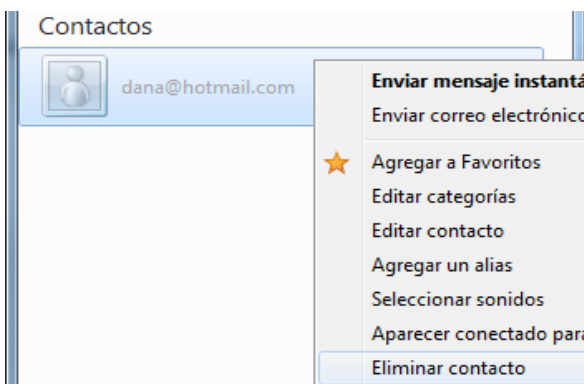 Contactos
dana@hotmail.com
Enviar mensaje instantá
Enviar correo electrónico
Agregar a Favoritos
Editar categorías
Editar contacto
Agregar un alias
Seleccionar sonidos
Aparecer conectado para
Eliminar contacto